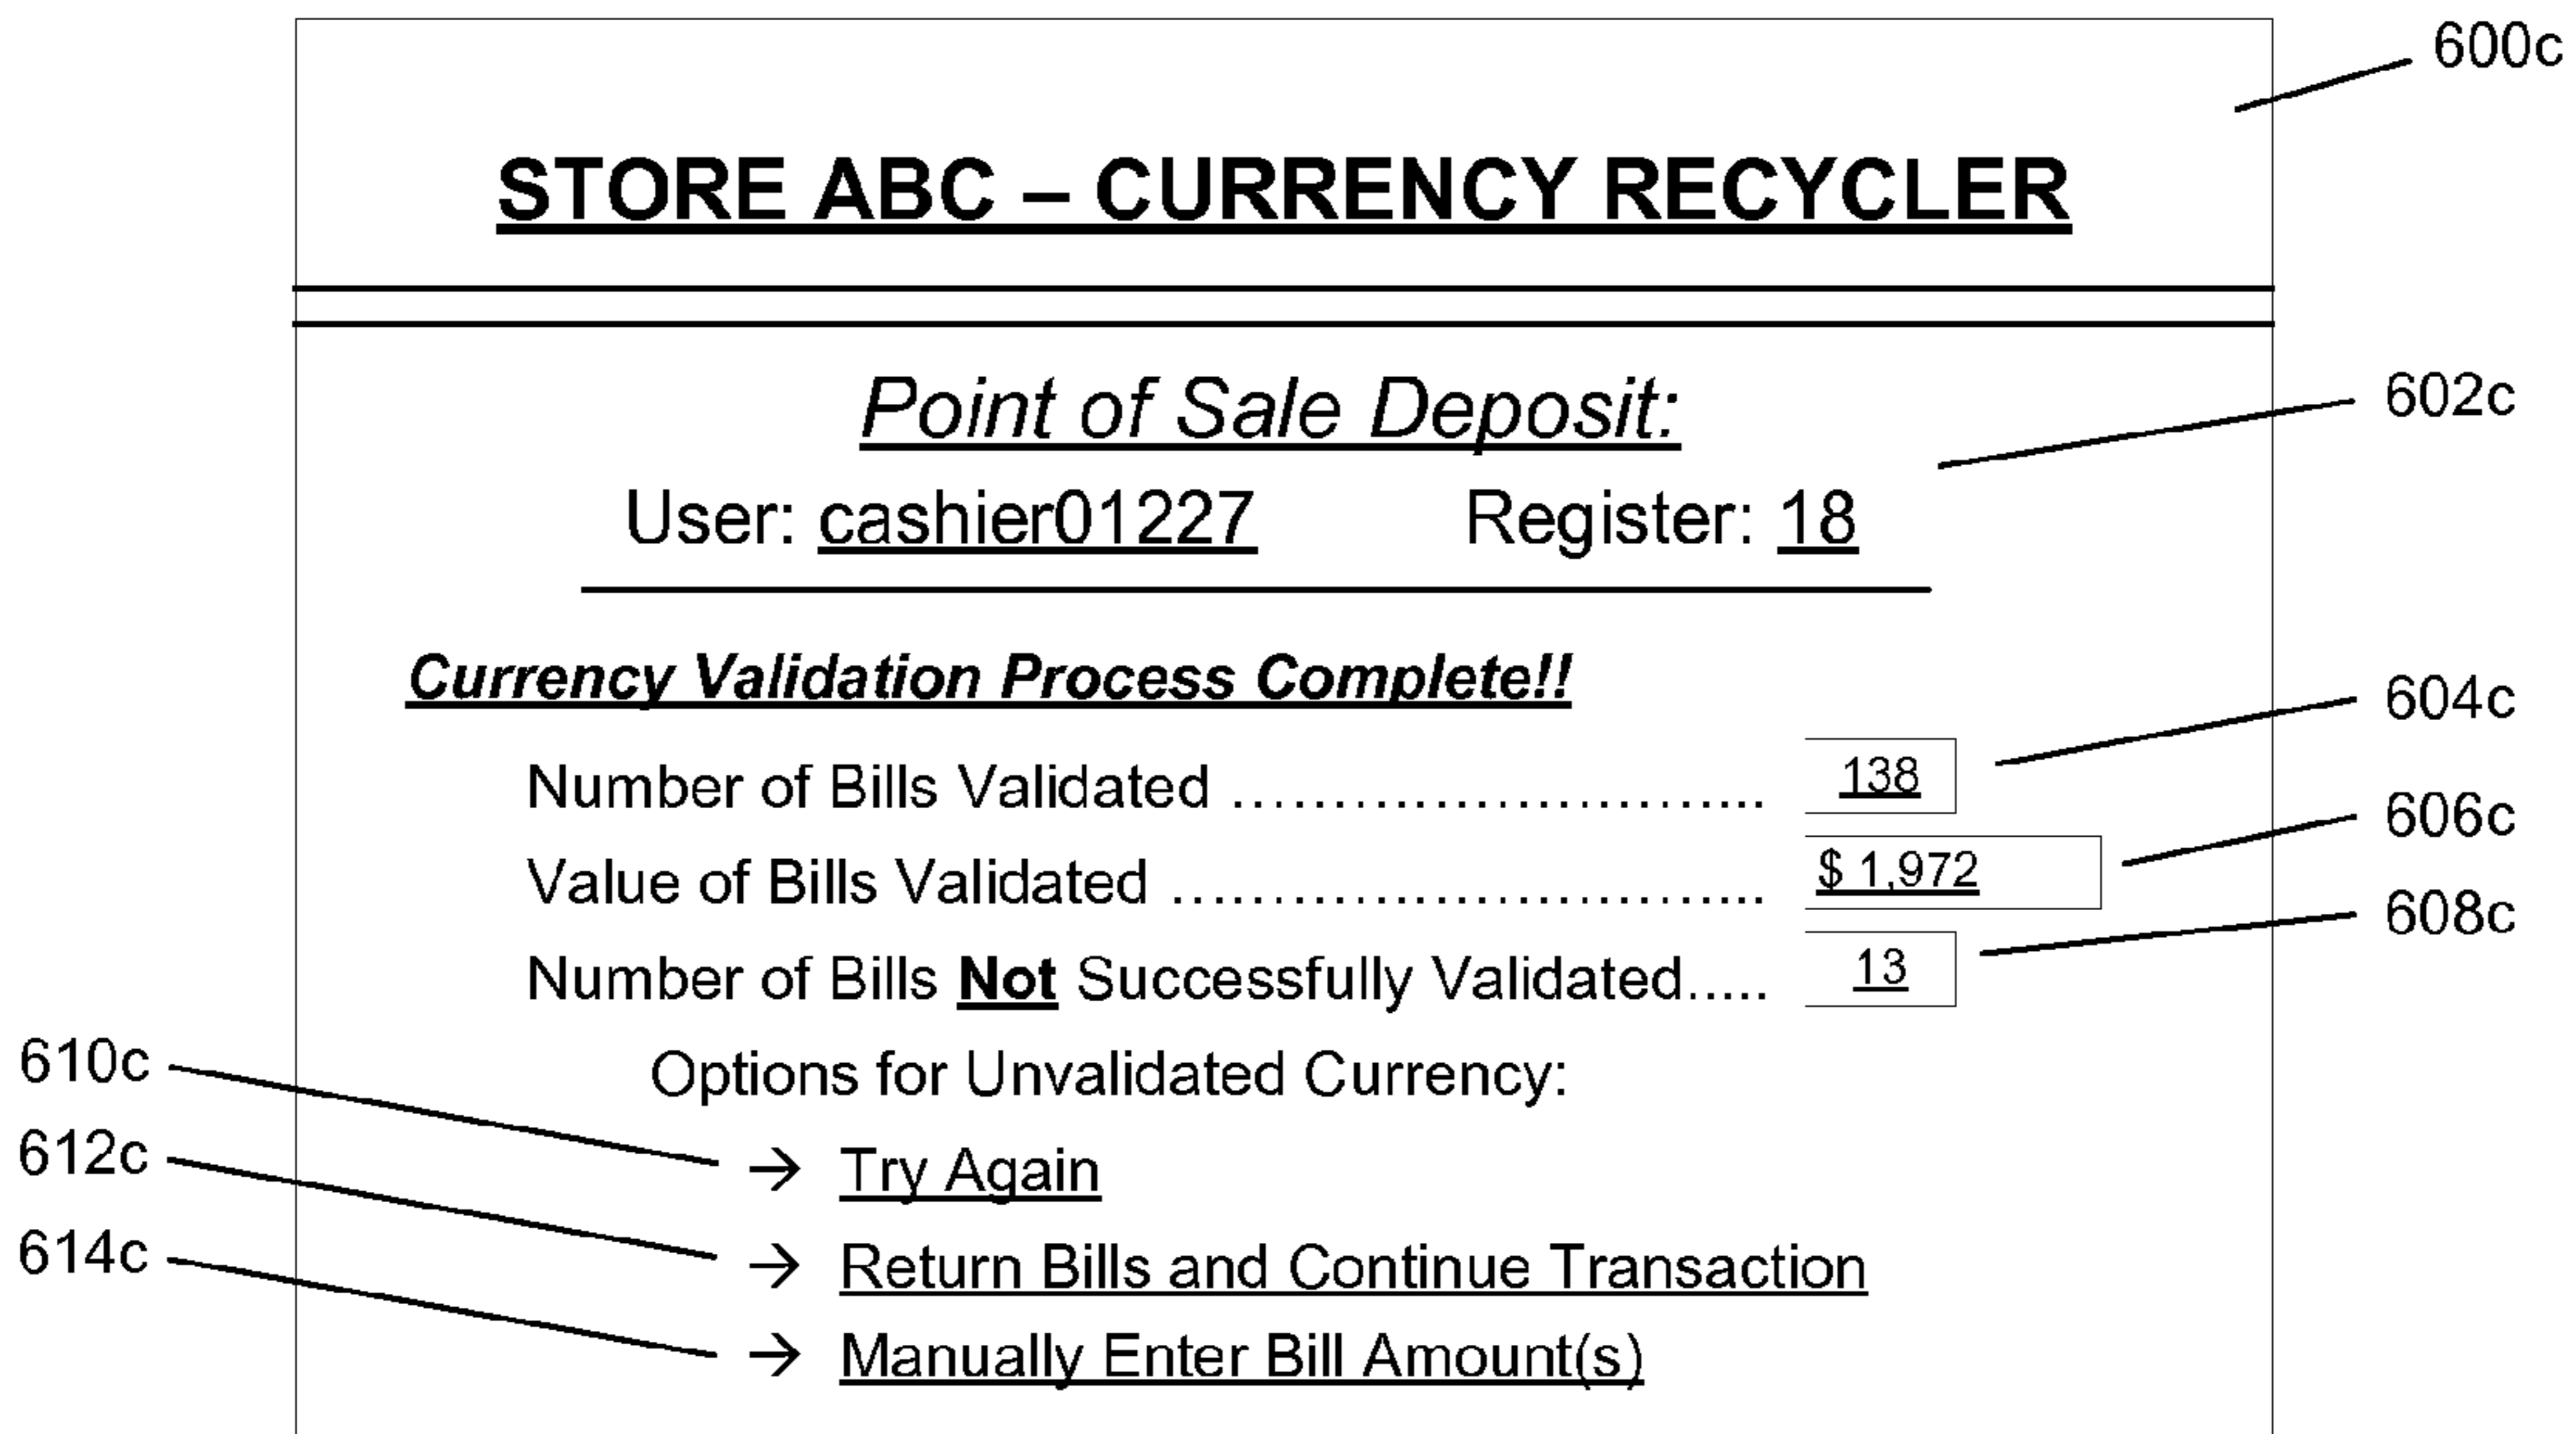 600c
STORE ABC – CURRENCY RECYCLER
Point of Sale Deposit:
602c
User: cashier01227 Register: 18
Currency Validation Process Complete!!
604c
Number of Bills Validated ……………………….. 138
606c
Value of Bills Validated ………………………….. $ 1,972
608c
Number of Bills Not Successfully Validated..... 13
610c
Options for Unvalidated Currency:
612c
→ Try Again
614c
→ Return Bills and Continue Transaction
→ Manually Enter Bill Amount(s)